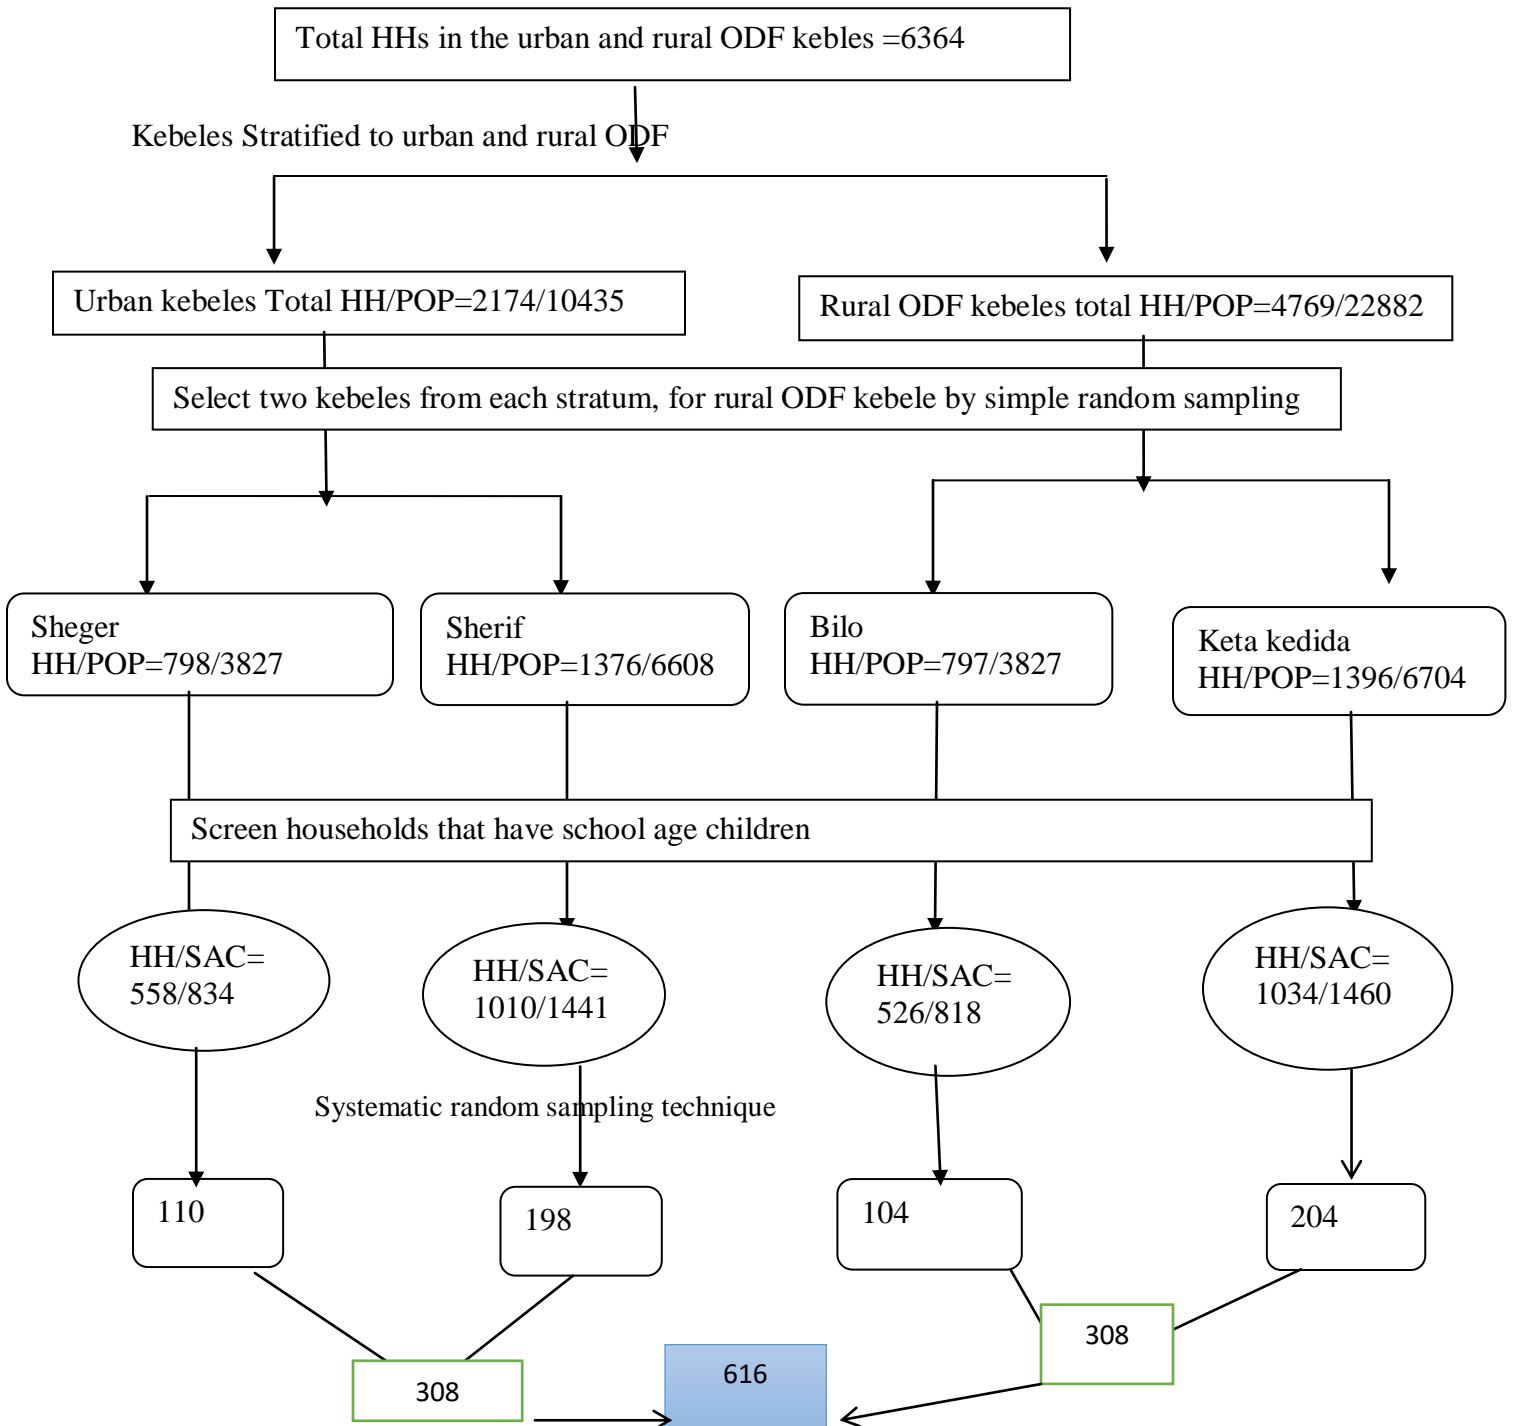 Total HHs in the urban and rural ODF kebles =6364
Kebeles Stratified to urban and rural ODF
Urban kebeles Total HH/POP=2174/10435
Rural ODF kebeles total HH/POP=4769/22882
Select two kebeles from each stratum, for rural ODF kebele by simple random sampling
Sheger
HH/POP=798/3827
Sherif
HH/POP=1376/6608
Bilo
HH/POP=797/3827
Keta kedida
HH/POP=1396/6704
Screen households that have school age children
HH/SAC=
558/834
HH/SAC=
1010/1441
HH/SAC=
526/818
HH/SAC=
1034/1460
Systematic random sampling technique
110
198
104
204
308
308
616